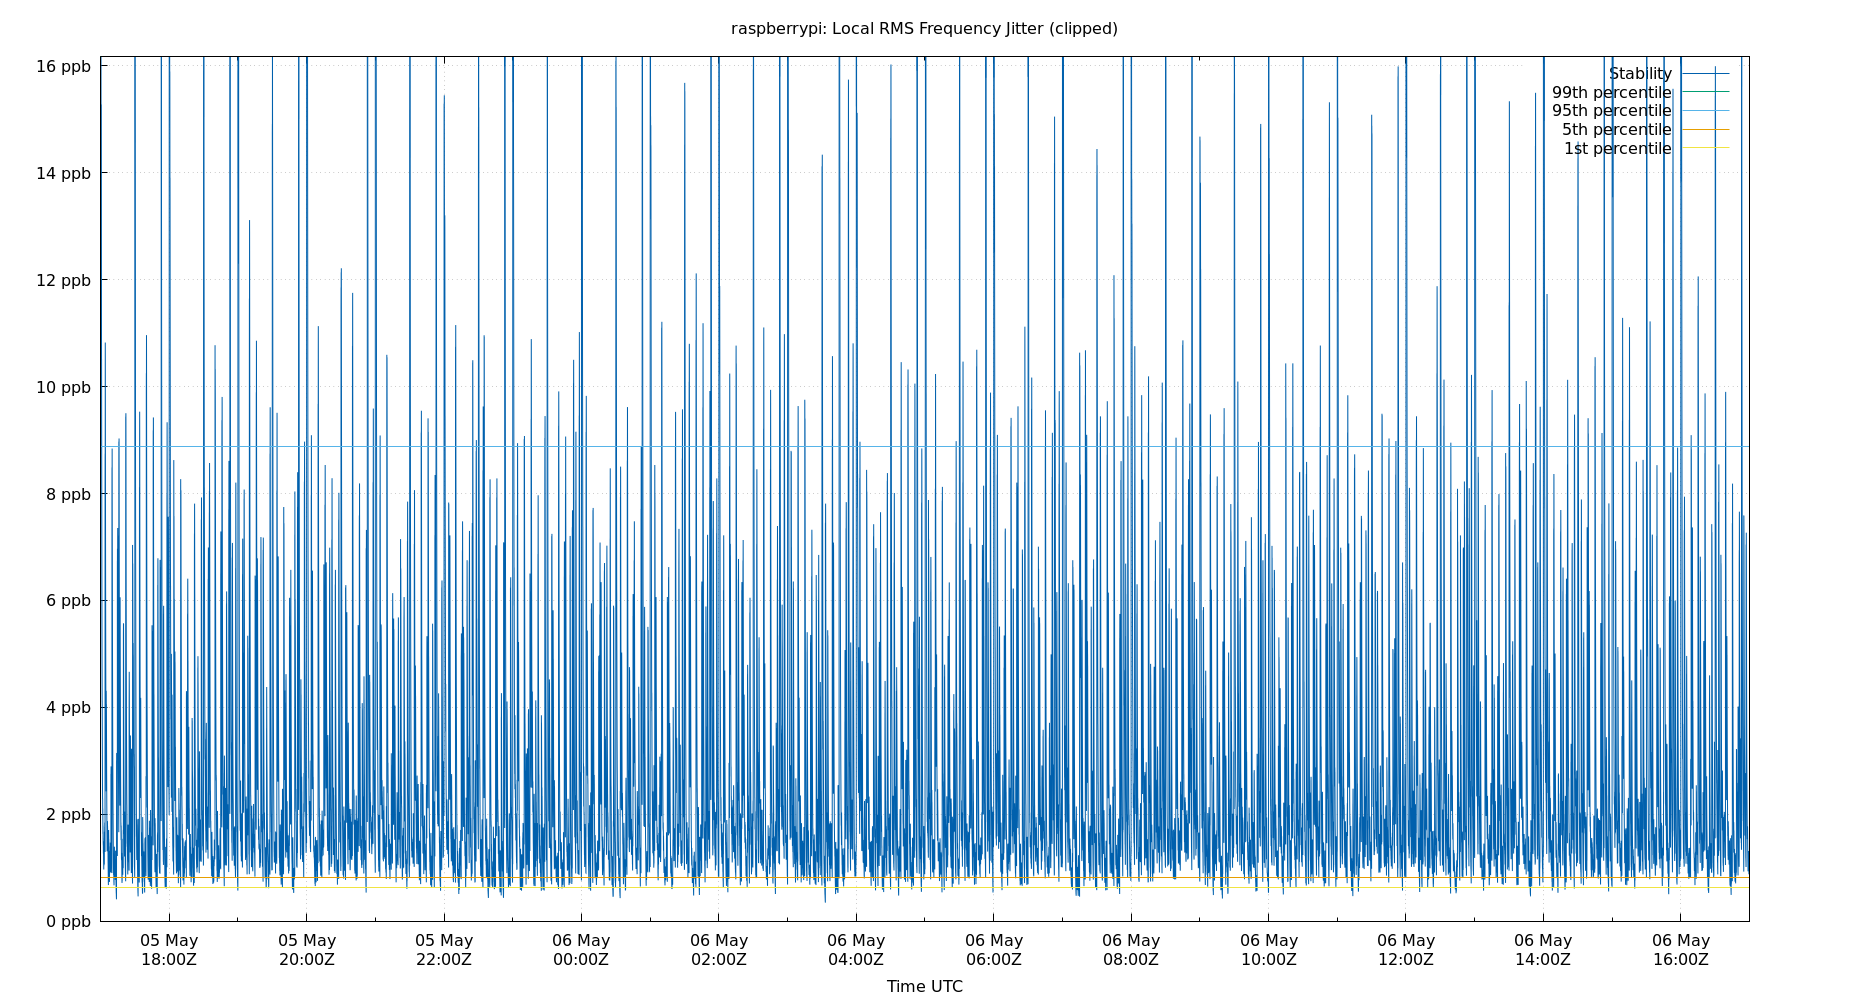 raspberrypi: Local RMS Frequency Jitter (clipped)
16 ppb
14 ppb
12 ppb
10 ppb
8 ppb
6 ppb
4 ppb
2 ppb
0 ppb
Stability
99th percentile
95th percentile
5th percentile
1st percentile
05 May 05 May 05 May 06 May 06 May 06 May 06 May 06 May 06 May 06 May 06 May 06 May
18:00Z 20:00Z 22:00Z 00:00Z 02:00Z 04:00Z 06:00Z 08:00Z 10:00Z 12:00Z 14:00Z 16:00Z
Time UTC